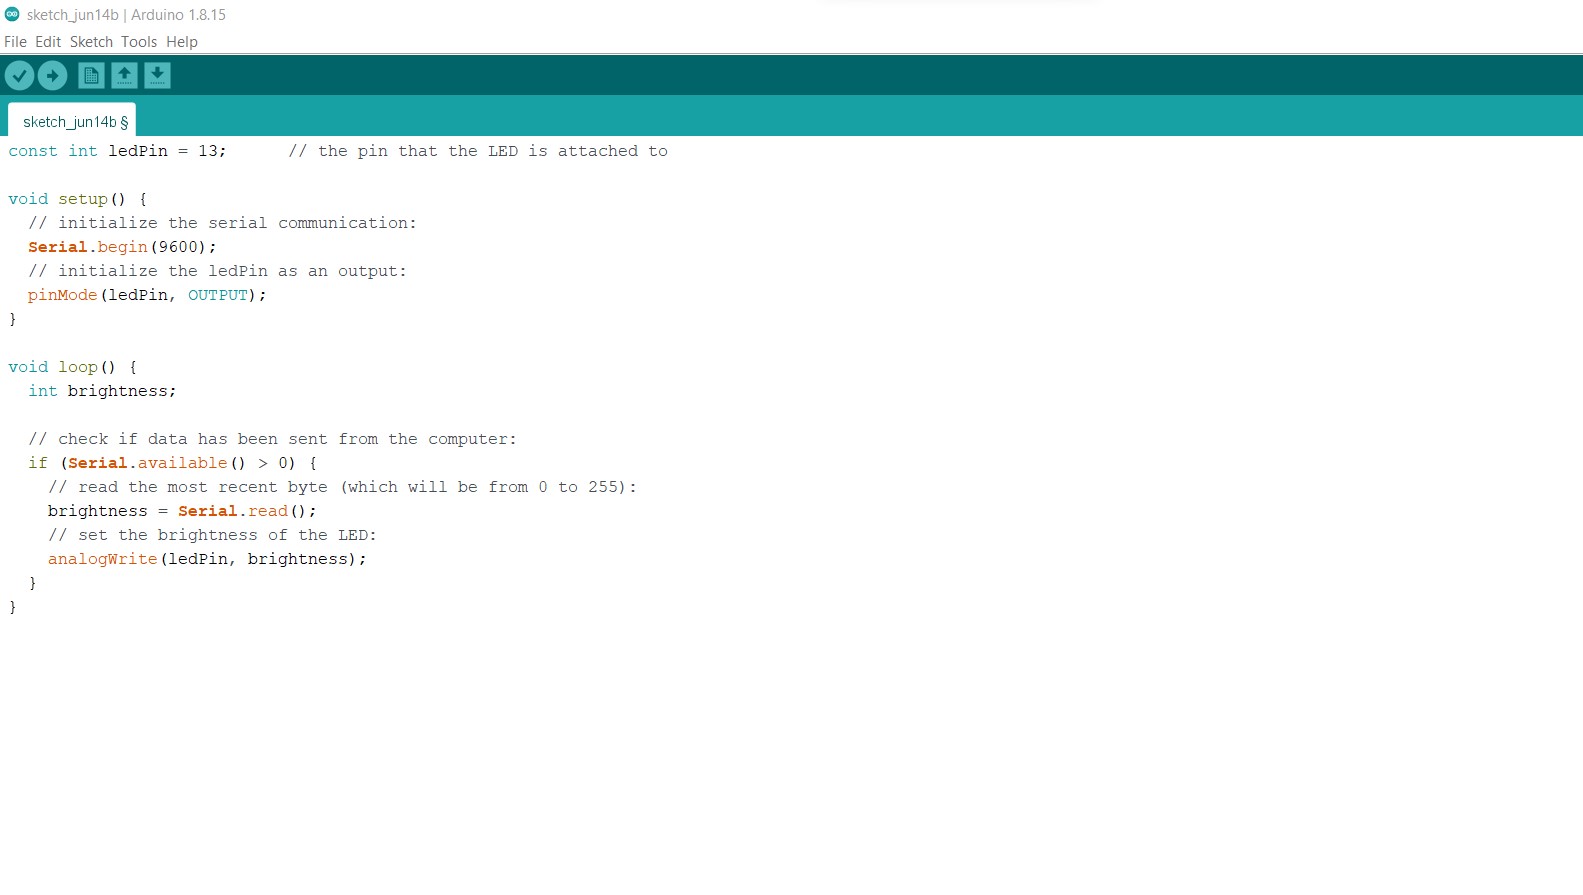 sketch_jun14b | Arduino 1.8.15
File Edit Sketch Tools Help
sketch_jun14b §
const int ledPin = 13;      // the pin that the LED is attached to
void setup() {
  // initialize the serial communication:
  Serial.begin(9600);
  // initialize the ledPin as an output:
  pinMode(ledPin, OUTPUT);
}
void loop() {
  int brightness;
  // check if data has been sent from the computer:
  if (Serial.available() > 0) {
    // read the most recent byte (which will be from 0 to 255):
    brightness = Serial.read();
    // set the brightness of the LED:
    analogWrite(ledPin, brightness);
  }
}